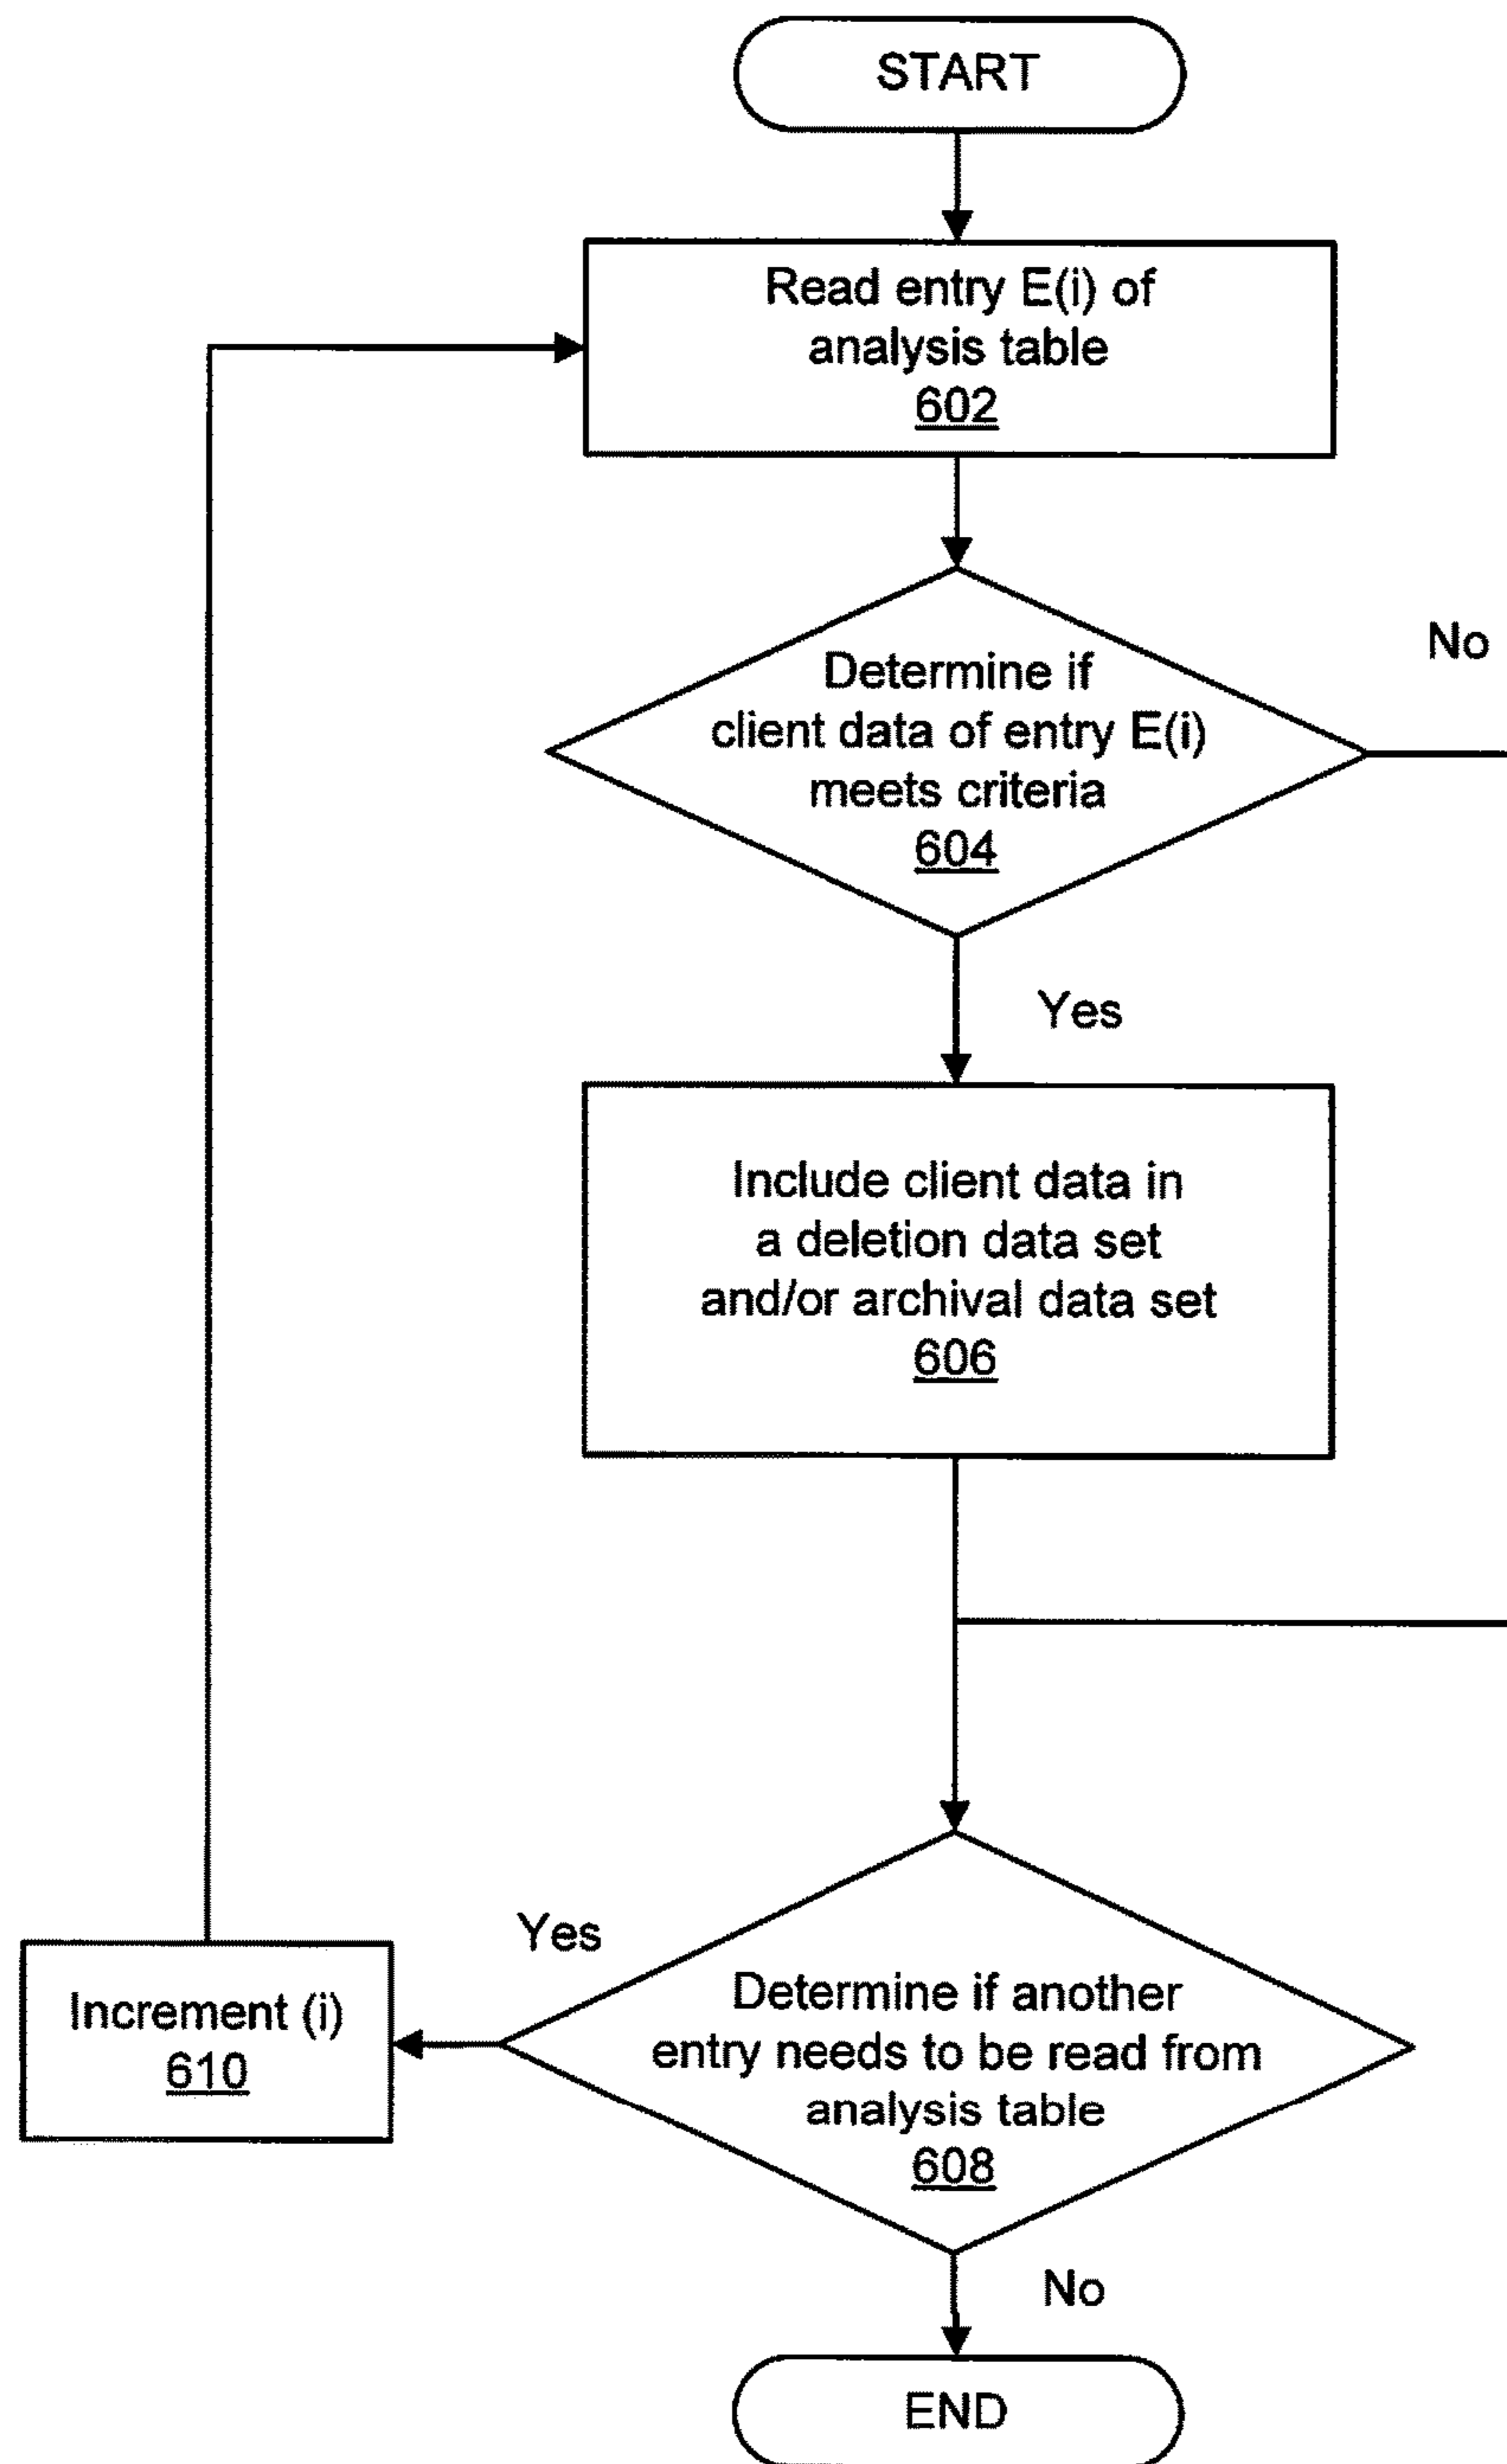 START
Read entry E(i) of
analysis table
602
Determine if
client data of entry E(i)
meets criteria
604
No
Yes
Include client data in
a deletion data set
and/or archival data set
606
Yes
Increment (i)
610
Determine if another
entry needs to be read from
analysis table
608
No
END